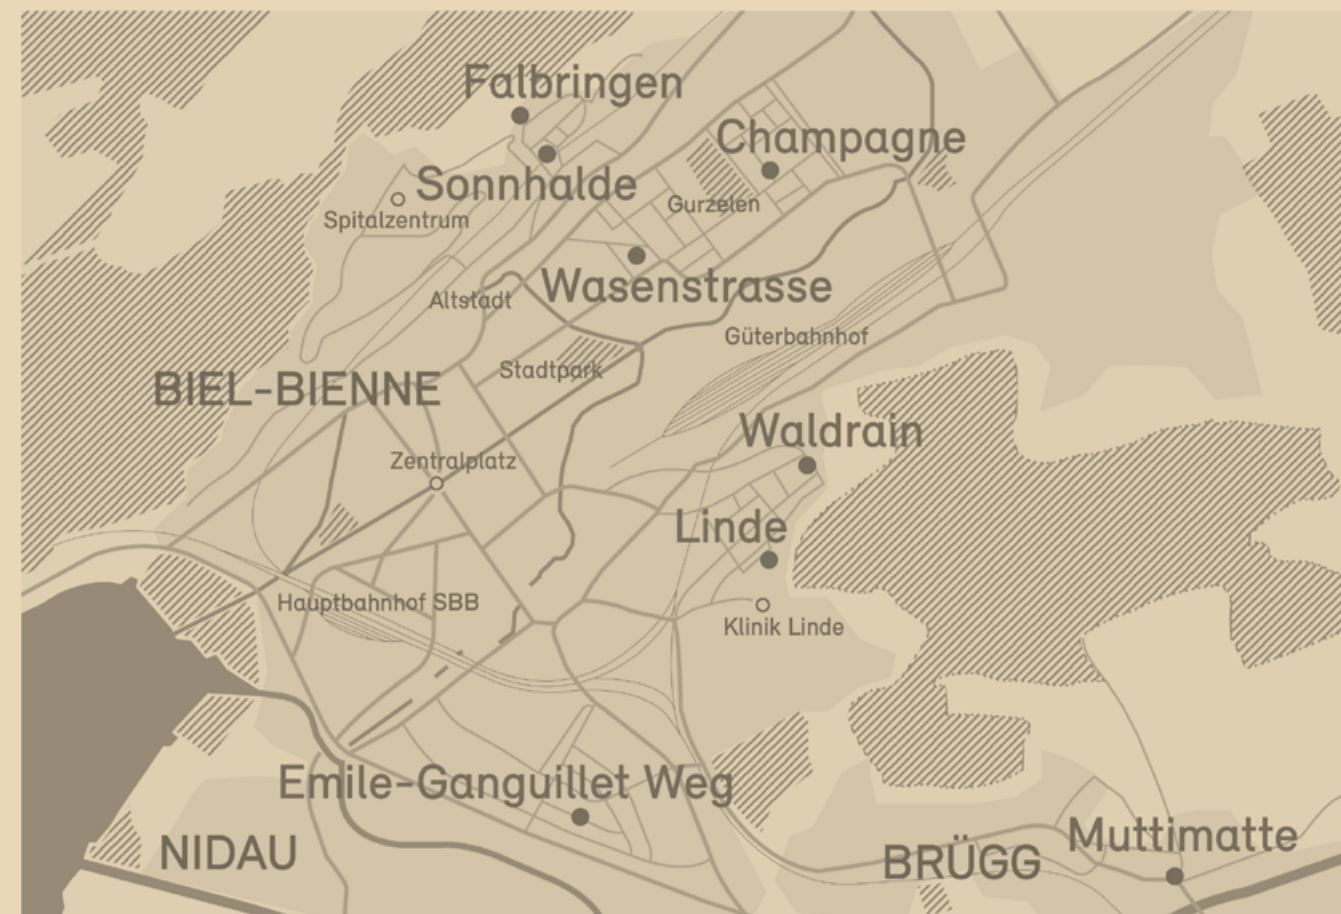 Falbringen
Champagne
Sonnhalde
Gurzelen
Spitalzentrum
Wasenstrasse
Altstadt
Güterbahnhof
Stadtpark
BIEL-BIENNE
Waldrain
Zentralplatz
Linde
Hauptbahnhof SBB
Klinik Linde
Emile-Ganguillet Weg
Muttimatte
NIDAU
BRÜGG